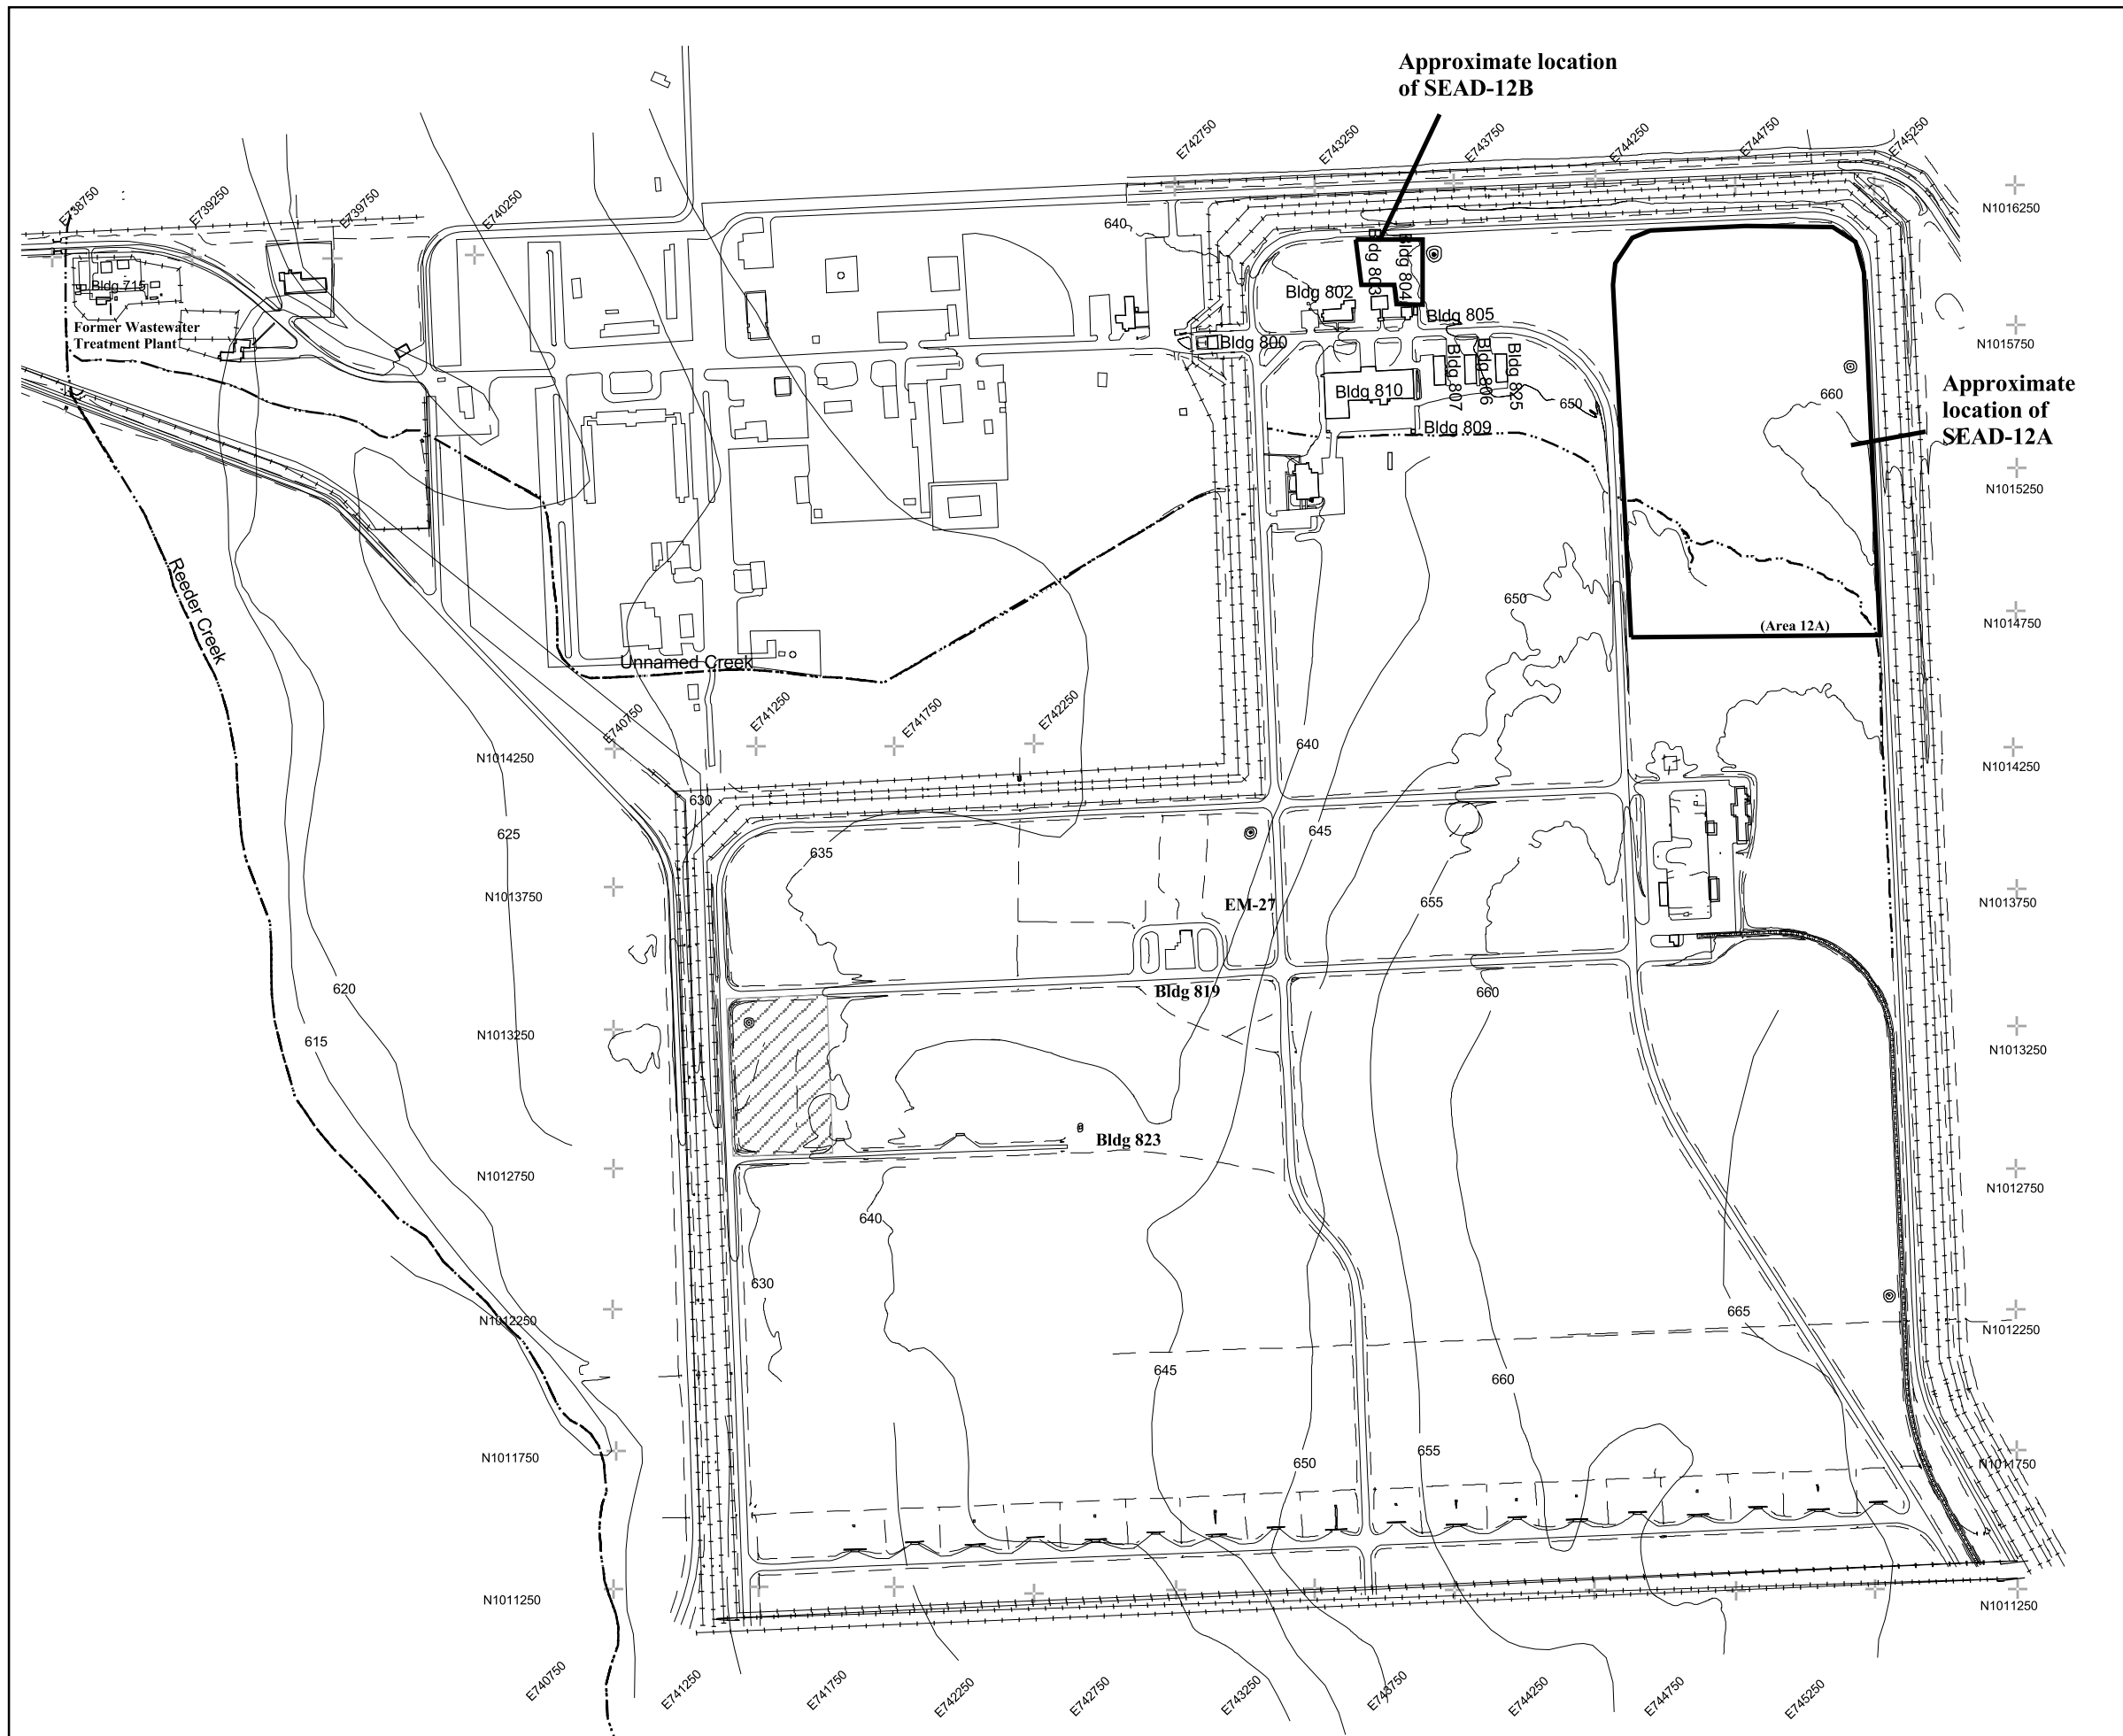 Approximate location
of SEAD-12B
E738750
E739250
E739750
E740250
E742750
E743250
E743750
E744250
E744750
E745250
N1016250
640
Bldg 803
Bldg 804
Bldg 715
Bldg 802
Bldg 805
Former Wastewater
Treatment Plant
Bldg 800
N1015750
Bldg 807
Bldg 806
Bldg 825
Bldg 810
650
660
Approximate
location of
SEAD-12A
Bldg 809
N1015250
Reeder Creek
650
N1014750
(Area 12A)
Unnamed Creek
E740750
E741250
E741750
E742250
N1014250
640
N1014250
630
625
645
635
N1013750
EM-27
655
N1013750
620
Bldg 819
660
615
N1013250
N1013250
Bldg 823
N1012750
N1012750
640
630
665
N1012250
N1012250
645
660
N1011750
655
650
N1011750
N1011250
N1011250
E740750
E741250
E741750
E742250
E742750
E743250
E743750
E744250
E744750
E745250